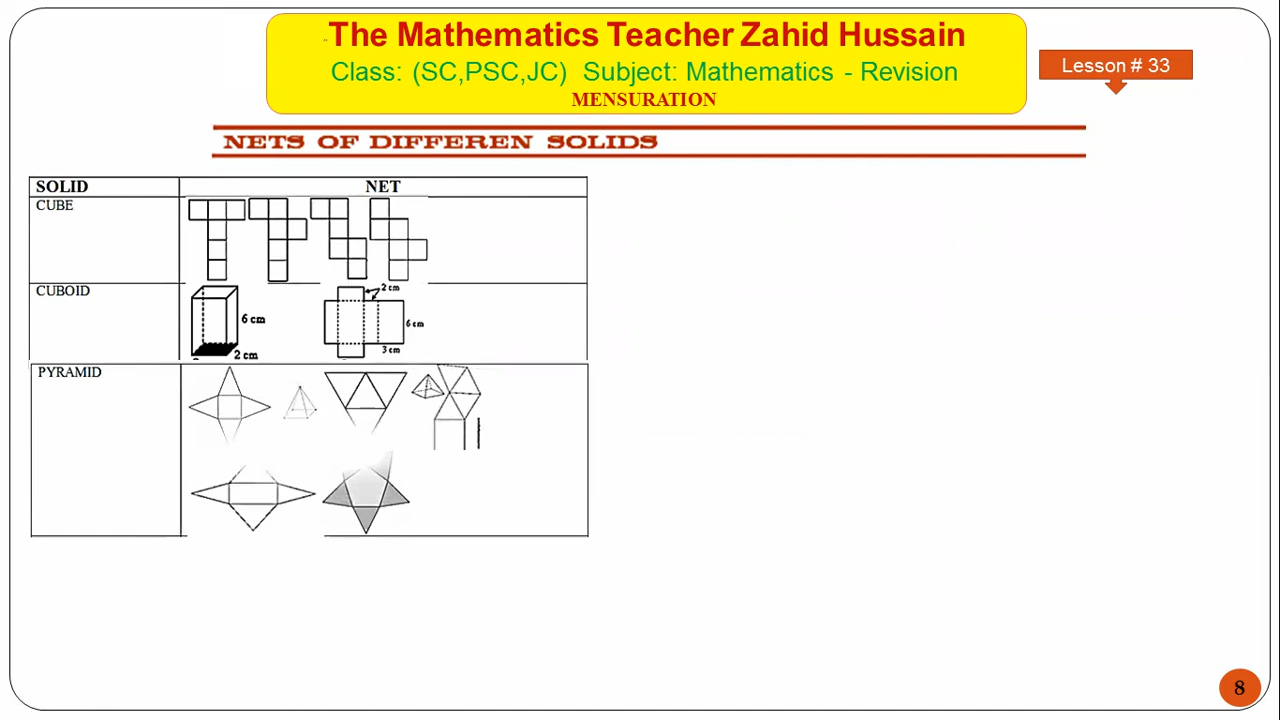 The Mathematics Teacher Zahid Hussain
Class: (SC,PSC,JC) Subject: Mathematics - Revision
MENSURATION
Lesson # 33
NETS OF DIFFEREN SOLIDS
SOLID NET
CUBE
CUBOID
2 cm
6 cm
6 cm
3 cm
2 cm
PYRAMID
8